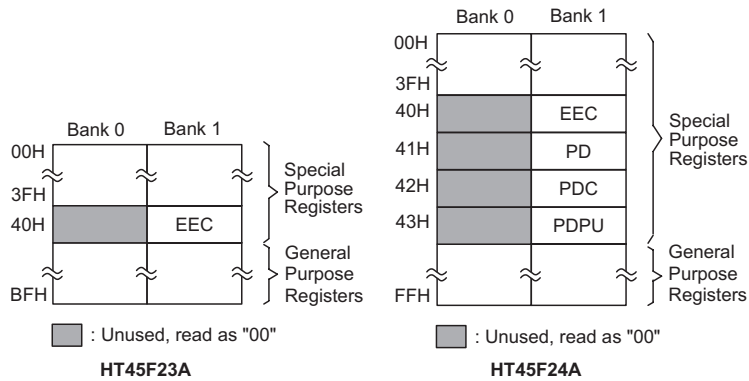 Bank 0 Bank 1
00H
3FH
40H EEC
BFH
Special
Purpose
Registers
General
Purpose
Registers
: Unused, read as "00"
HT45F23A
Bank 0 Bank 1
00H
3FH
40H EEC
41H PD
42H PDC
43H PDPU
FFH
Special
Purpose
Registers
General
Purpose
Registers
: Unused, read as "00"
HT45F24A